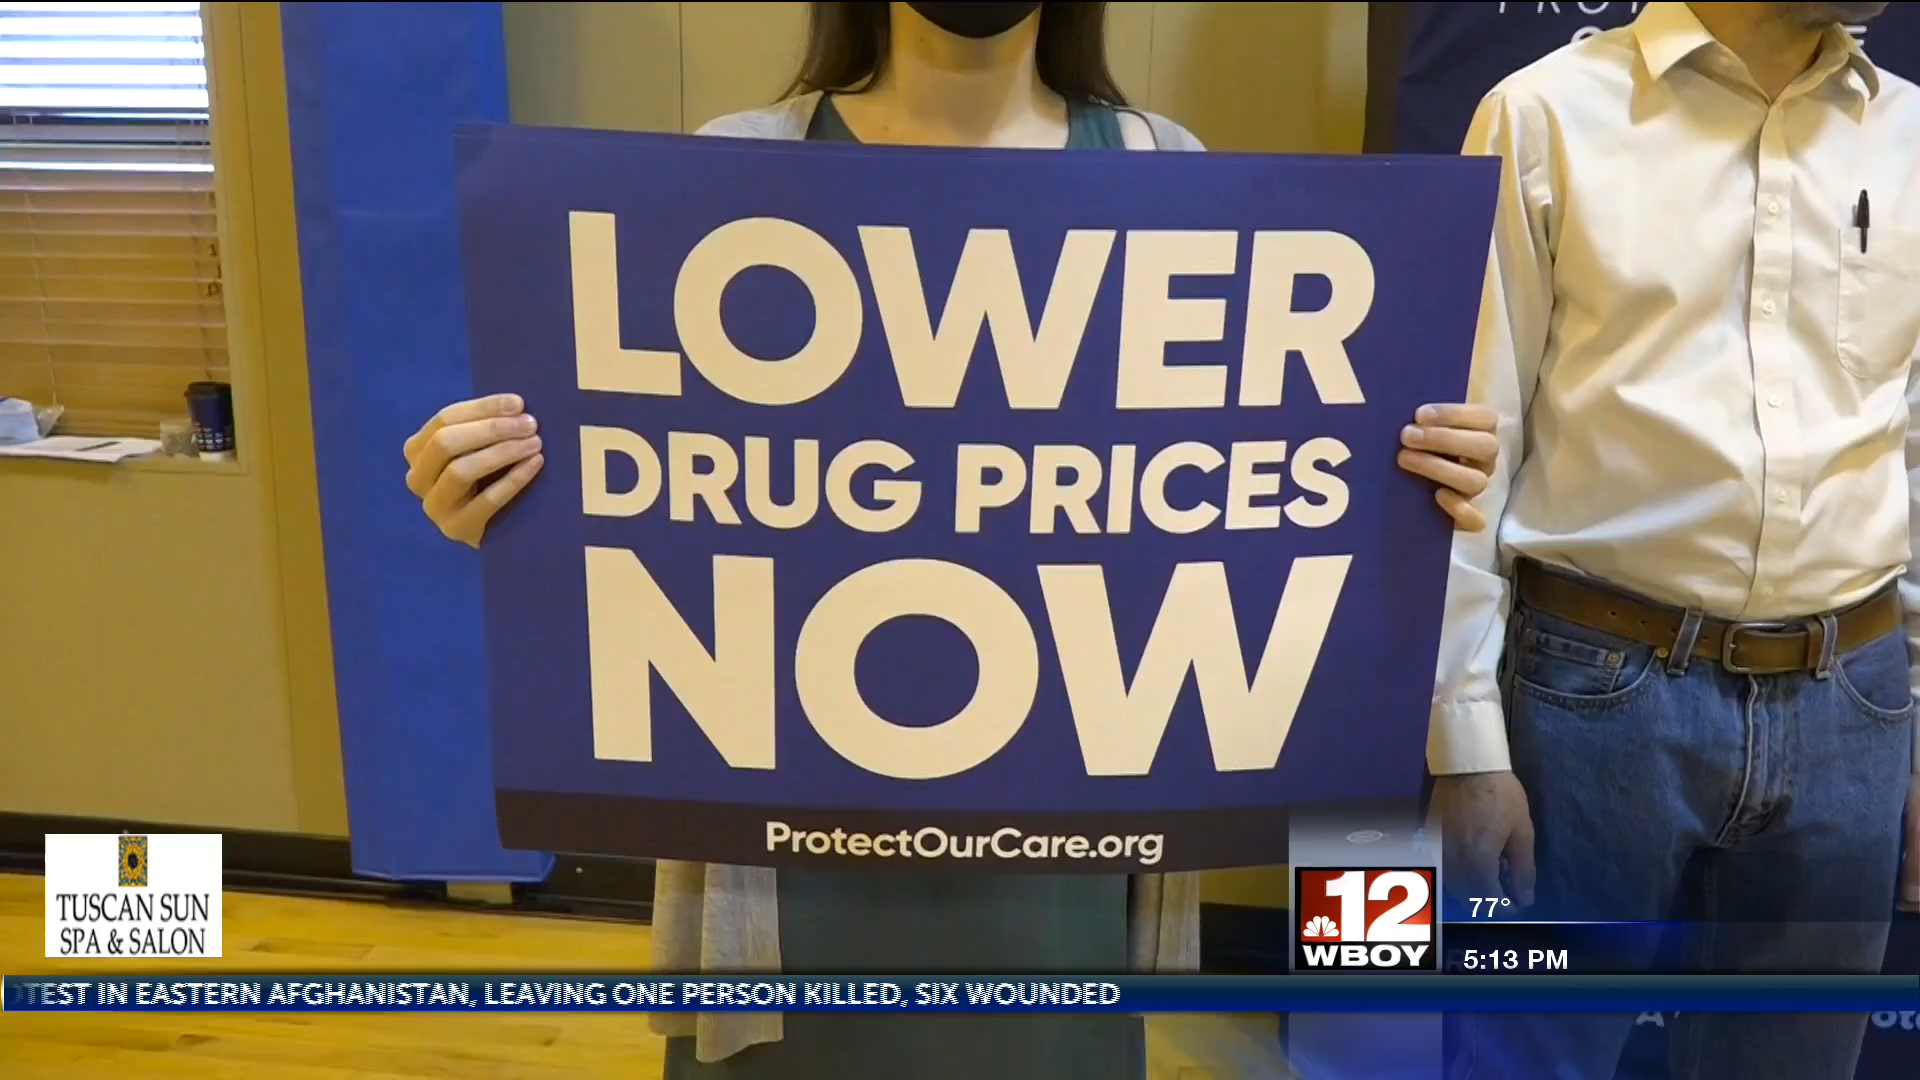 LOWER
DRUG PRICES
NOW
ProtectOurCare.org
TUSCAN SUN
SPA & SALON
12
WBOY
77°
5:13 PM
IN EASTERN AFGHANISTAN, LEAVING ONE PERSON KILLED, SIX WOUNDED